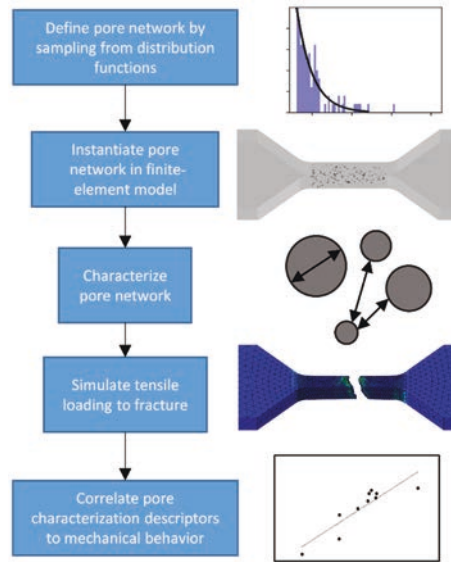 Define pore network by
sampling from distribution
functions
Instantiate pore
network in finite-
element model
Characterize
pore network
Simulate tensile
loading to fracture
Correlate pore
characterization descriptors
to mechanical behavior